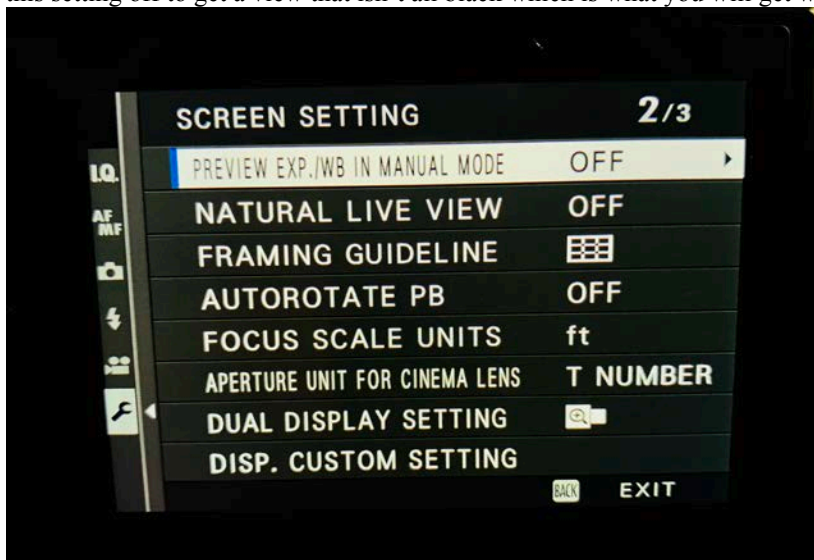 SCREEN SETTING 2/3
I.Q. PREVIEW EXP./WB IN MANUAL MODE OFF
AF MF NATURAL LIVE VIEW OFF
FRAMING GUIDELINE
AUTOROTATE PB OFF
FOCUS SCALE UNITS ft
APERTURE UNIT FOR CINEMA LENS T NUMBER
DUAL DISPLAY SETTING
DISP. CUSTOM SETTING
BACK EXIT